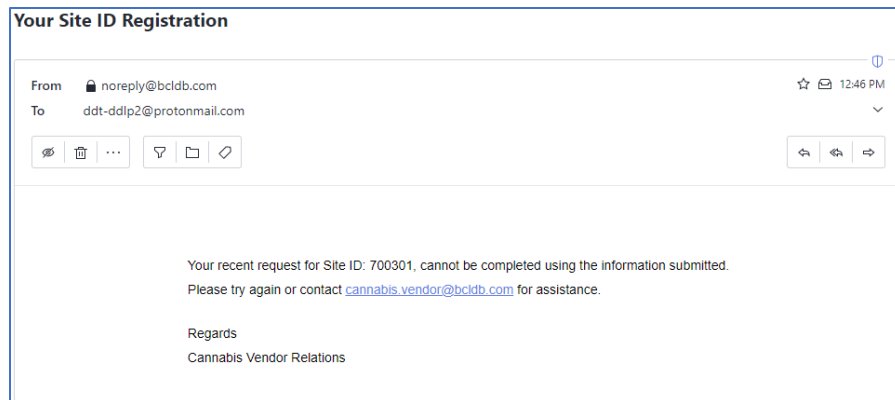 Your Site ID Registration
From noreply@bcldb.com 12:46 PM
To ddt-ddlp2@protonmail.com
Your recent request for Site ID: 700301, cannot be completed using the information submitted.
Please try again or contact cannabis.vendor@bcldb.com for assistance.
Regards
Cannabis Vendor Relations